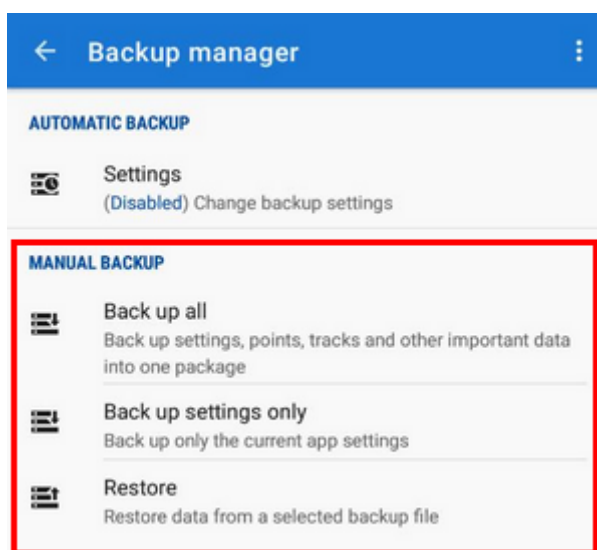 Backup manager
AUTOMATIC BACKUP
Settings
(Disabled) Change backup settings
MANUAL BACKUP
Back up all
Back up settings, points, tracks and other important data
into one package
Back up settings only
Back up only the current app settings
Restore
Restore data from a selected backup file